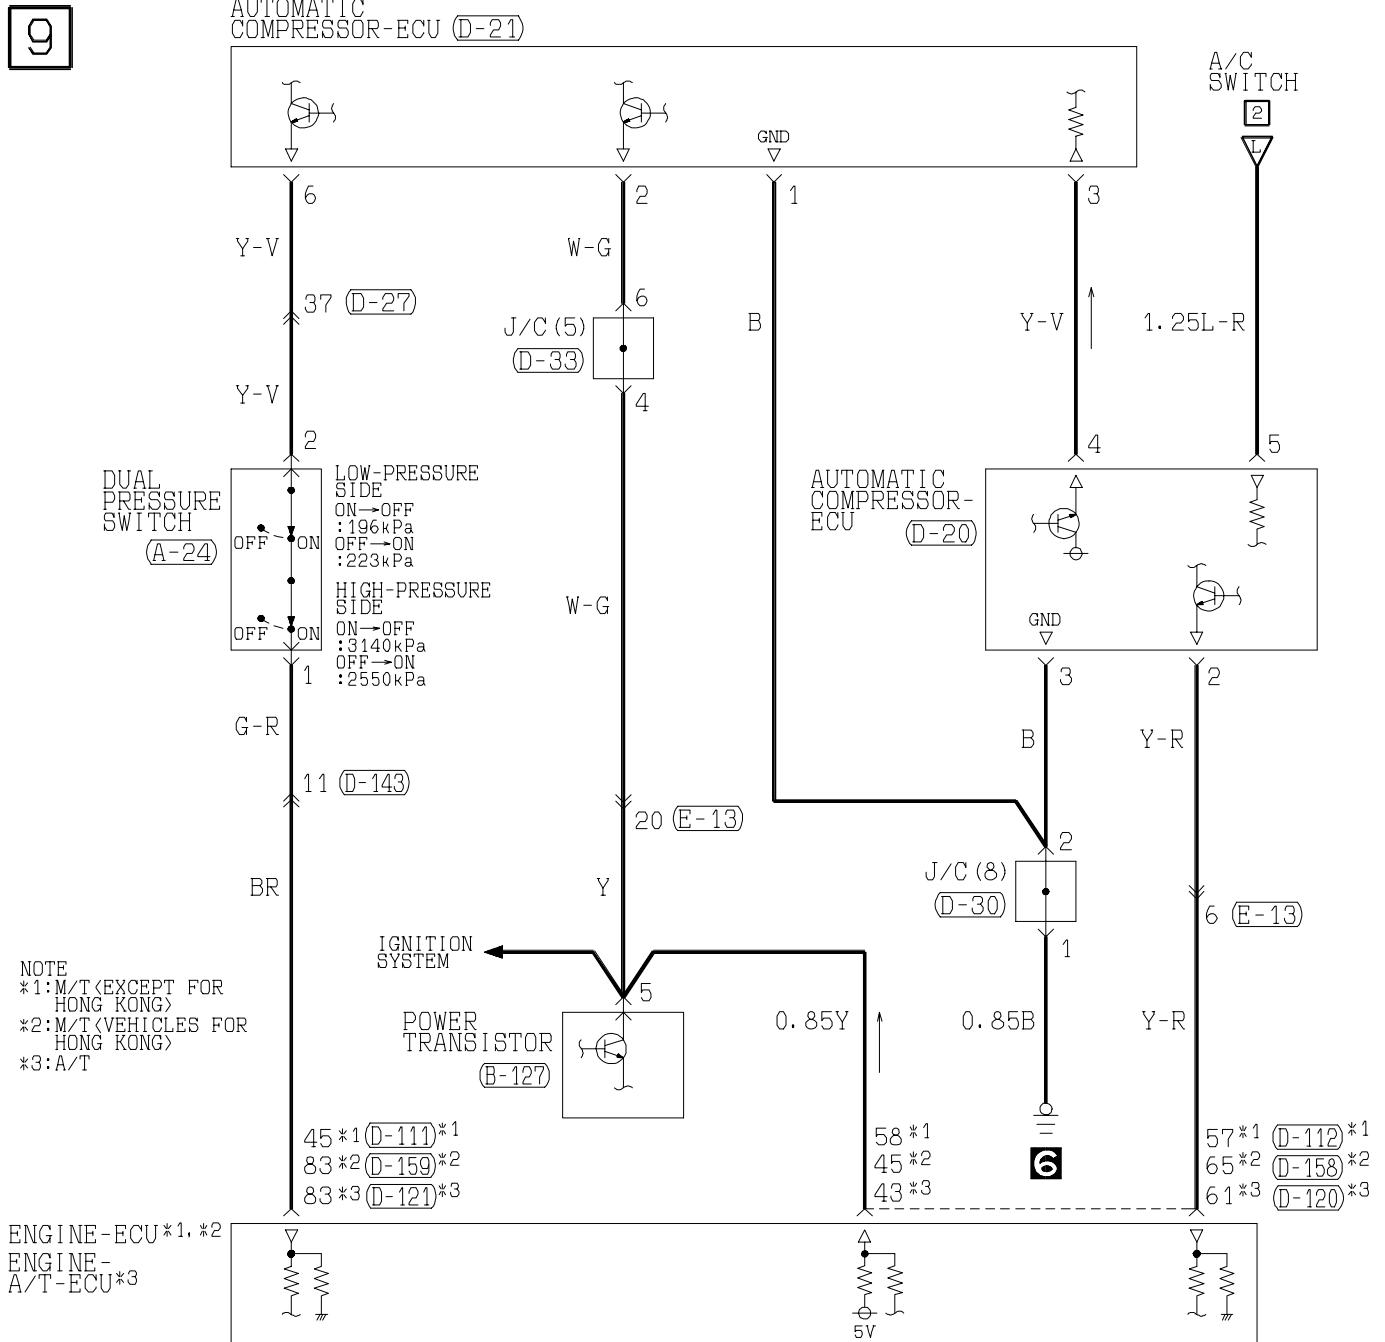 9
AUTOMATIC
COMPRESSOR-ECU (D-21)
A/C
SWITCH
2
L
GND
6
2
1
3
Y-V
W-G
37 (D-27)
6
J/C(5)
(D-33)
B
Y-V
1.25L-R
Y-V
4
2
4
5
DUAL
PRESSURE
SWITCH
(A-24)
OFF ON
OFF ON
LOW-PRESSURE
SIDE
ON→OFF
:196kPa
OFF→ON
:223kPa
HIGH-PRESSURE
SIDE
ON→OFF
:3140kPa
OFF→ON
:2550kPa
AUTOMATIC
COMPRESSOR-
ECU
(D-20)
W-G
GND
1
3
2
G-R
B
Y-R
11 (D-143)
20 (E-13)
2
J/C(8)
(D-30)
BR
Y
6 (E-13)
1
IGNITION
SYSTEM
5
NOTE
*1:M/T<EXCEPT FOR
HONG KONG>
*2:M/T<VEHICLES FOR
HONG KONG>
*3:A/T
POWER
TRANSISTOR
(B-127)
0.85Y
0.85B
Y-R
45*1(D-111)*1
83*2(D-159)*2
83*3(D-121)*3
58*1
45*2
43*3
6
57*1 (D-112)*1
65*2 (D-158)*2
61*3 (D-120)*3
ENGINE-ECU*1,*2
ENGINE-
A/T-ECU*3
5V